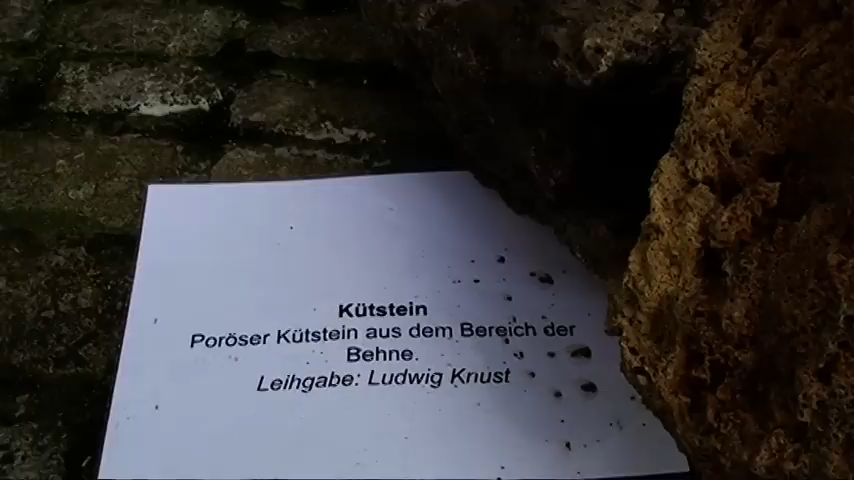 Kütstein
Poröser Kütstein aus dem Bereich der
Behne.
Leihgabe: Ludwig Knust